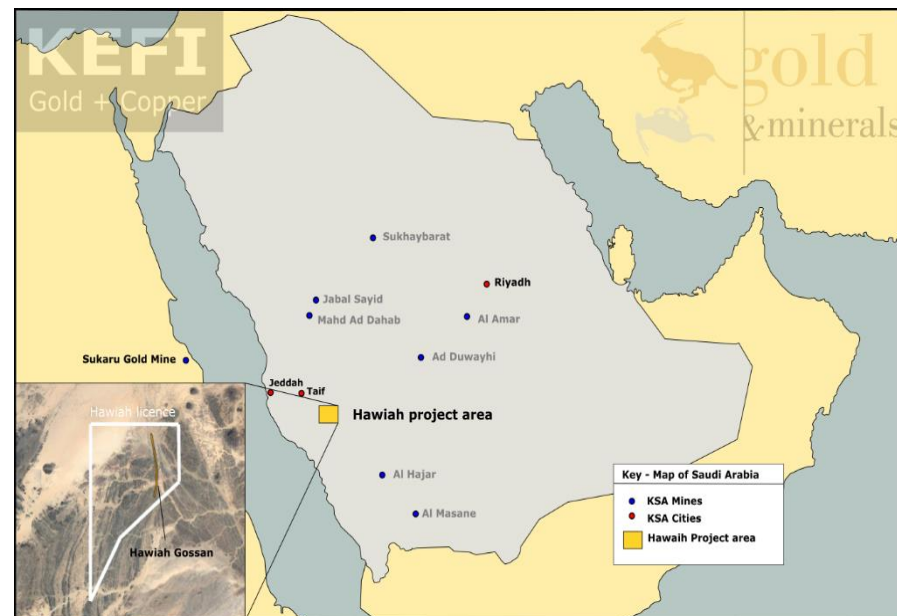 KEFI
Gold + Copper
gold
&minerals
Sukhaybarat
Riyadh
Jabal Sayid
Mahd Ad Dahab
Al Amar
Sukaru Gold Mine
Ad Duwayhi
Jeddah
Taif
Hawiah project area
Hawiah licence
Hawiah Gossan
Al Hajar
Al Masane
Key - Map of Saudi Arabia
KSA Mines
KSA Cities
Hawaih Project area